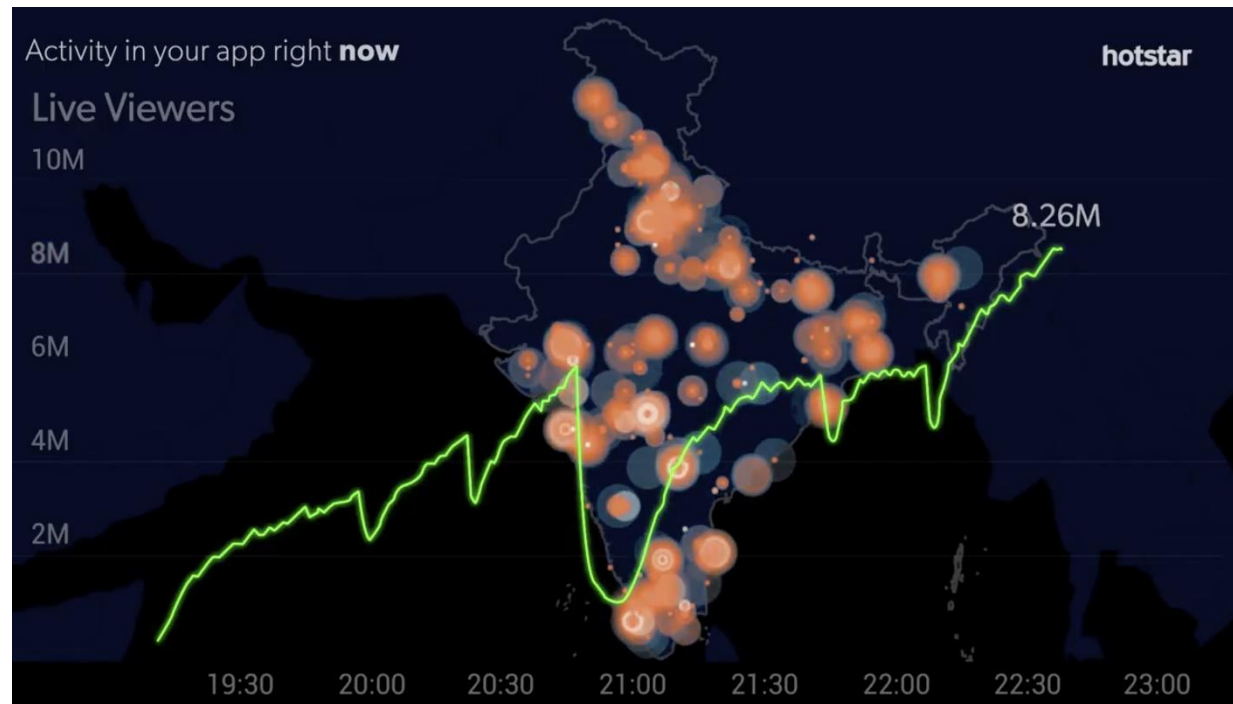 Activity in your app right now
hotstar
Live Viewers
10M
8.26M
8M
6M
4M
2M
19:30 20:00 20:30 21:00 21:30 22:00 22:30 23:00